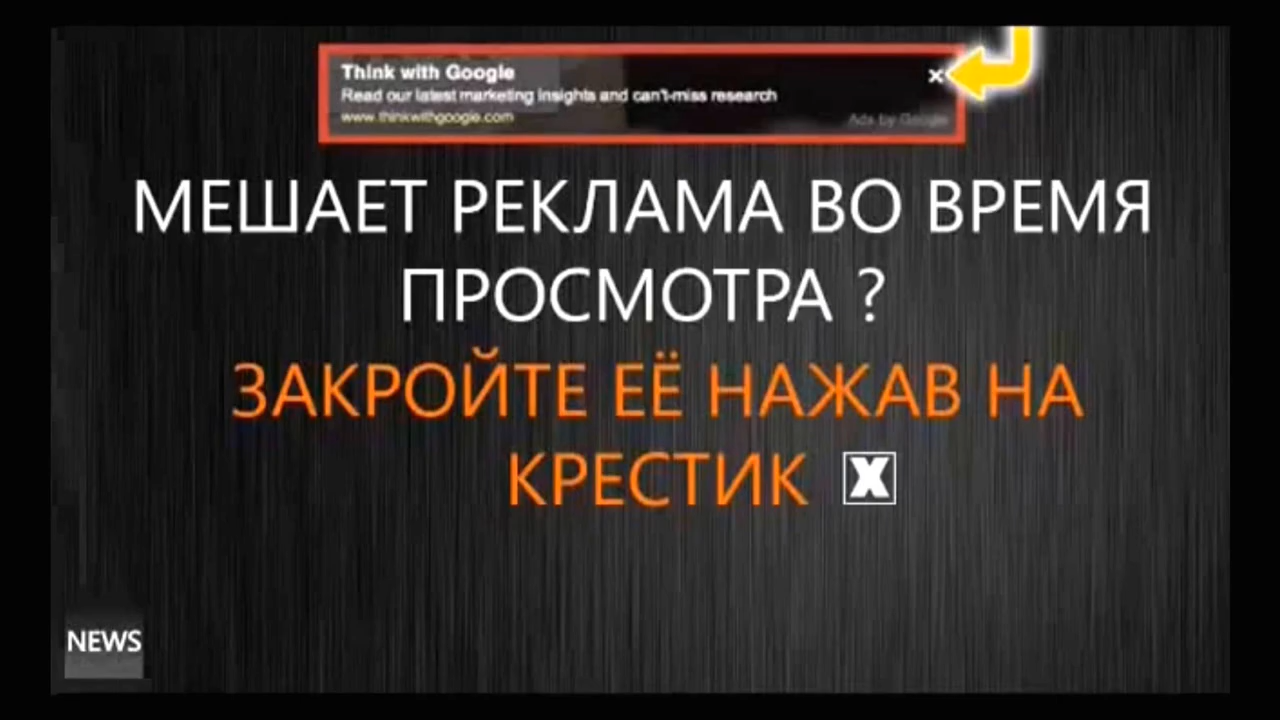 Think with Google
Read our latest marketing insights and can't-miss research
www.thinkwithgoogle.com
Ads by Google
МЕШАЕТ РЕКЛАМА ВО ВРЕМЯ
ПРОСМОТРА ?
ЗАКРОЙТЕ ЕЁ НАЖАВ НА
КРЕСТИК X
NEWS